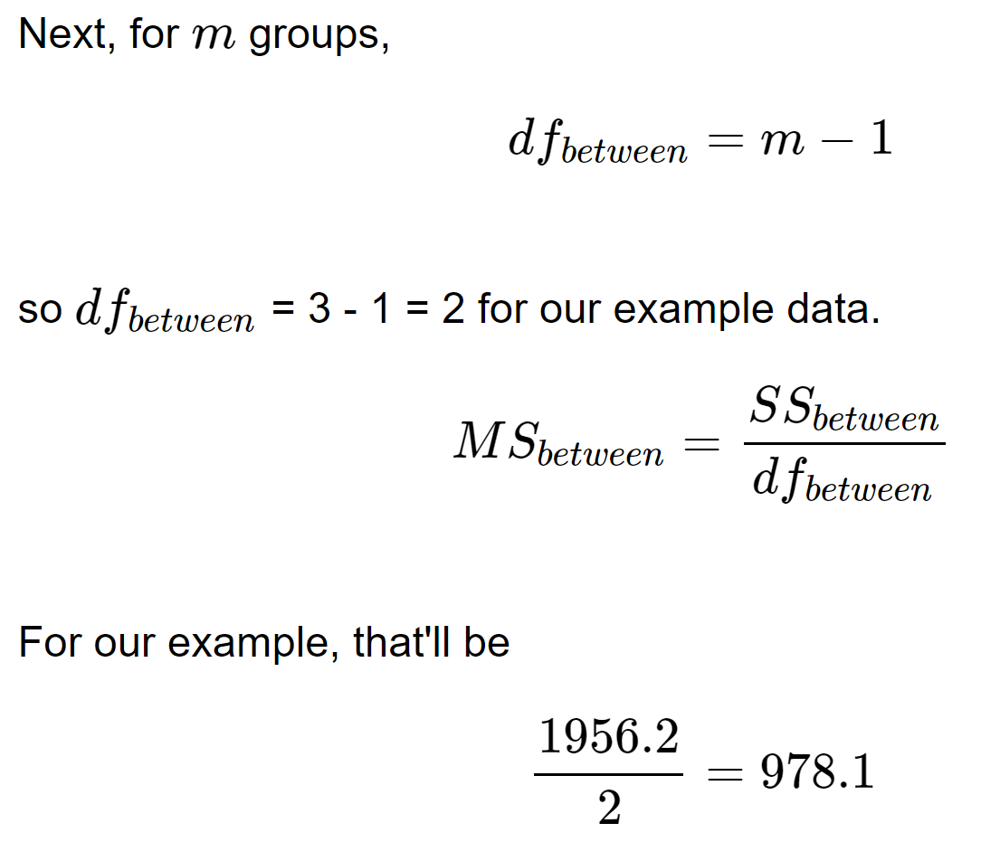 Next, for $m$ groups,
$df_{between} = m - 1$
so $df_{between}$ = 3 - 1 = 2 for our example data.
$MS_{between} = \frac{SS_{between}}{df_{between}}$
For our example, that'll be
$\frac{1956.2}{2} = 978.1$